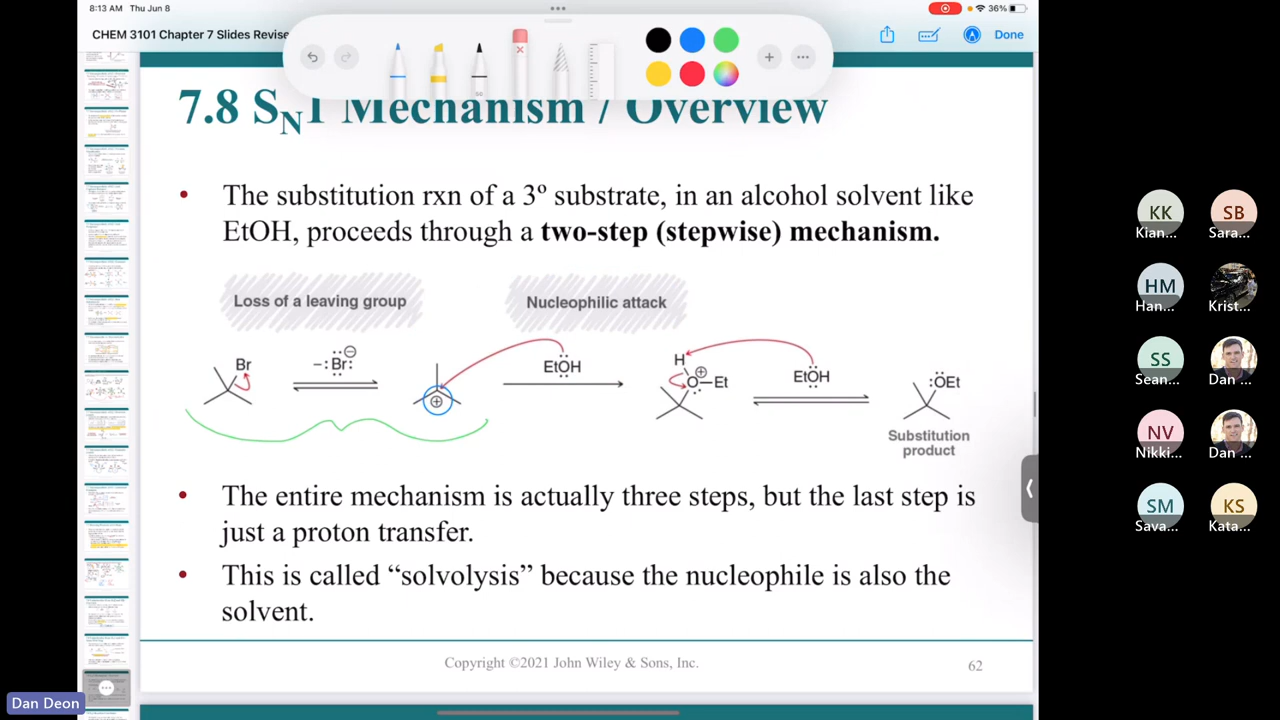 8:13 AM Thu Jun 8
36%
CHEM 3101 Chapter 7 Slides Revise
Done
50
7.8 SN1 Mechanism / Overview
• The substitution rxn of a 3° substrate, in an alcohol solvent like
EtOH, proceeds through a two-step (stepwise) mechanism.
Loss of a leaving group
Nucleophilic attack
Br
− :Br:⊖
⊕
EtOH
H
O—Et
⊕
EtOH
:OEt
Substitution
product
• The entire mechanism is actually three steps, but the last step is
just a proton transfer.
• This is called “solvolysis” because the nucleophile is also the
solvent.
Copyright ©2021 John Wiley & Sons, Inc.
62
Dan Deon
KK
Kian...
SB
Sara...
HM
Han ...
Krist...
SS
Sean...
Dan ...
NV
Nikki...
Dan ...
SM
Sava...
KS
Kata...